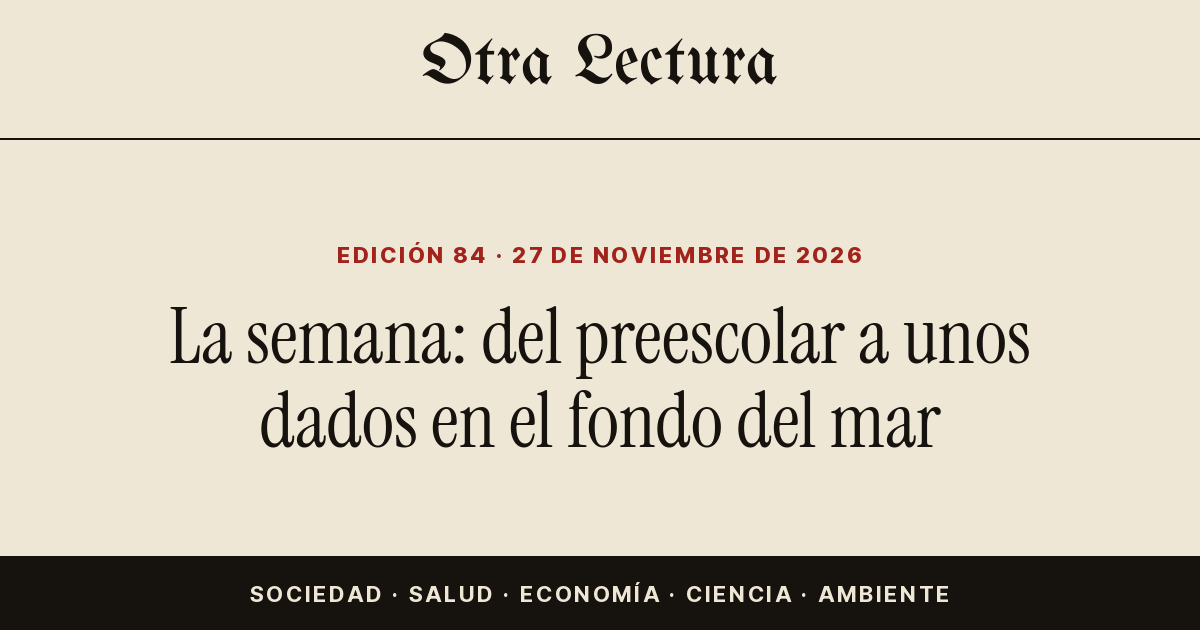 Otra Lectura
EDICIÓN 84 · 27 DE NOVIEMBRE DE 2026
La semana: del preescolar a unos
dados en el fondo del mar
SOCIEDAD · SALUD · ECONOMÍA · CIENCIA · AMBIENTE